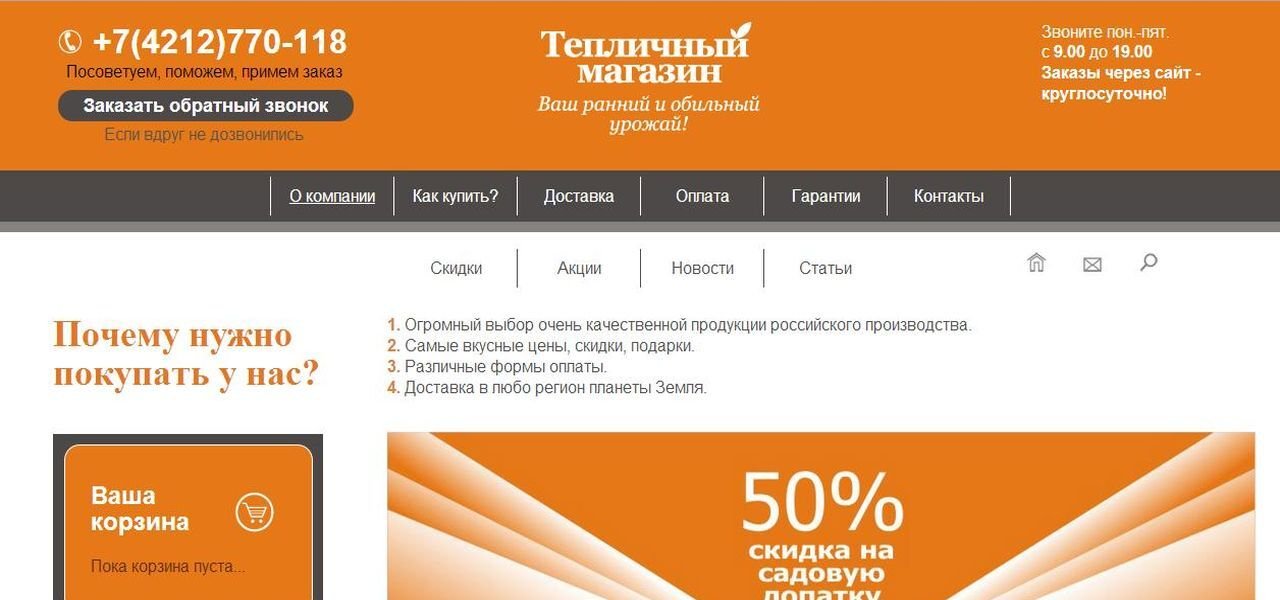 +7(4212)770-118
Посоветуем, поможем, примем заказ
Заказать обратный звонок
Если вдруг не дозвонились
Тепличный
магазин
Ваш ранний и обильный
урожай!
Звоните пон.-пят.
с 9.00 до 19.00
Заказы через сайт -
круглосуточно!
О компании
Как купить?
Доставка
Оплата
Гарантии
Контакты
Скидки
Акции
Новости
Статьи
Почему нужно
покупать у нас?
1. Огромный выбор очень качественной продукции российского производства.
2. Самые вкусные цены, скидки, подарки.
3. Различные формы оплаты.
4. Доставка в любо регион планеты Земля.
Ваша
корзина
Пока корзина пуста...
50%
скидка на
садовую
лопатку